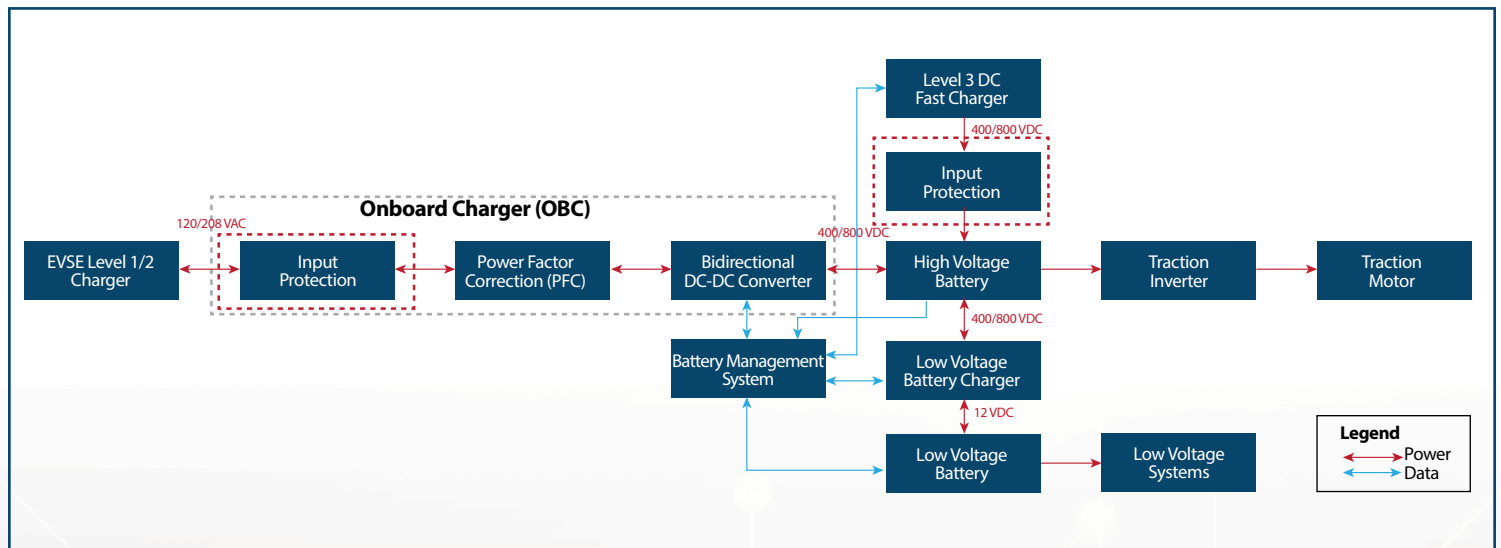 Level 3 DC
Fast Charger
400/800 VDC
Input
Protection
Onboard Charger (OBC)
120/208 VAC
400/800 VDC
EVSE Level 1/2
Charger
Input
Protection
Power Factor
Correction (PFC)
Bidirectional
DC-DC Converter
High Voltage
Battery
Traction
Inverter
Traction
Motor
400/800 VDC
Battery Management
System
Low Voltage
Battery Charger
12 VDC
Low Voltage
Battery
Low Voltage
Systems
Legend
Power
Data